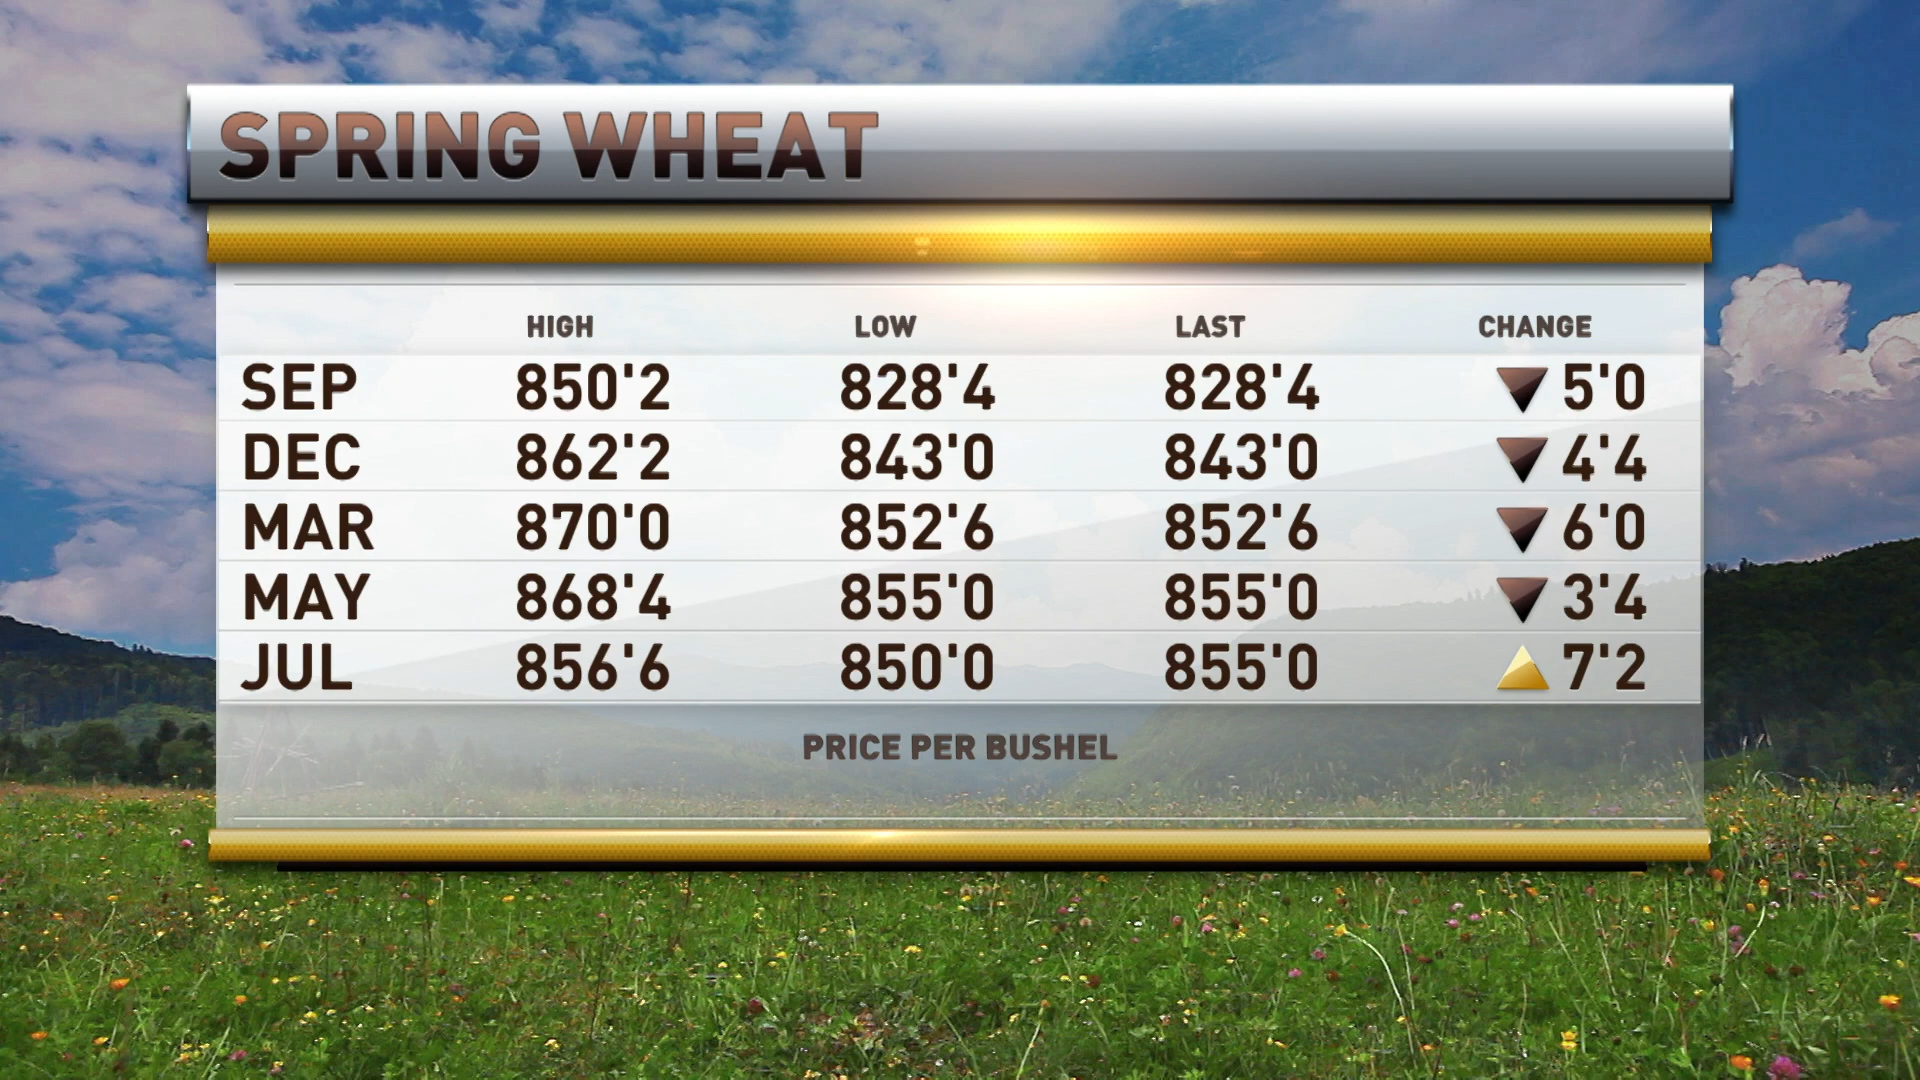 SPRING WHEAT
HIGH LOW LAST CHANGE
SEP 850'2 828'4 828'4 ▼ 5'0
DEC 862'2 843'0 843'0 ▼ 4'4
MAR 870'0 852'6 852'6 ▼ 6'0
MAY 868'4 855'0 855'0 ▼ 3'4
JUL 856'6 850'0 855'0 ▲ 7'2
PRICE PER BUSHEL